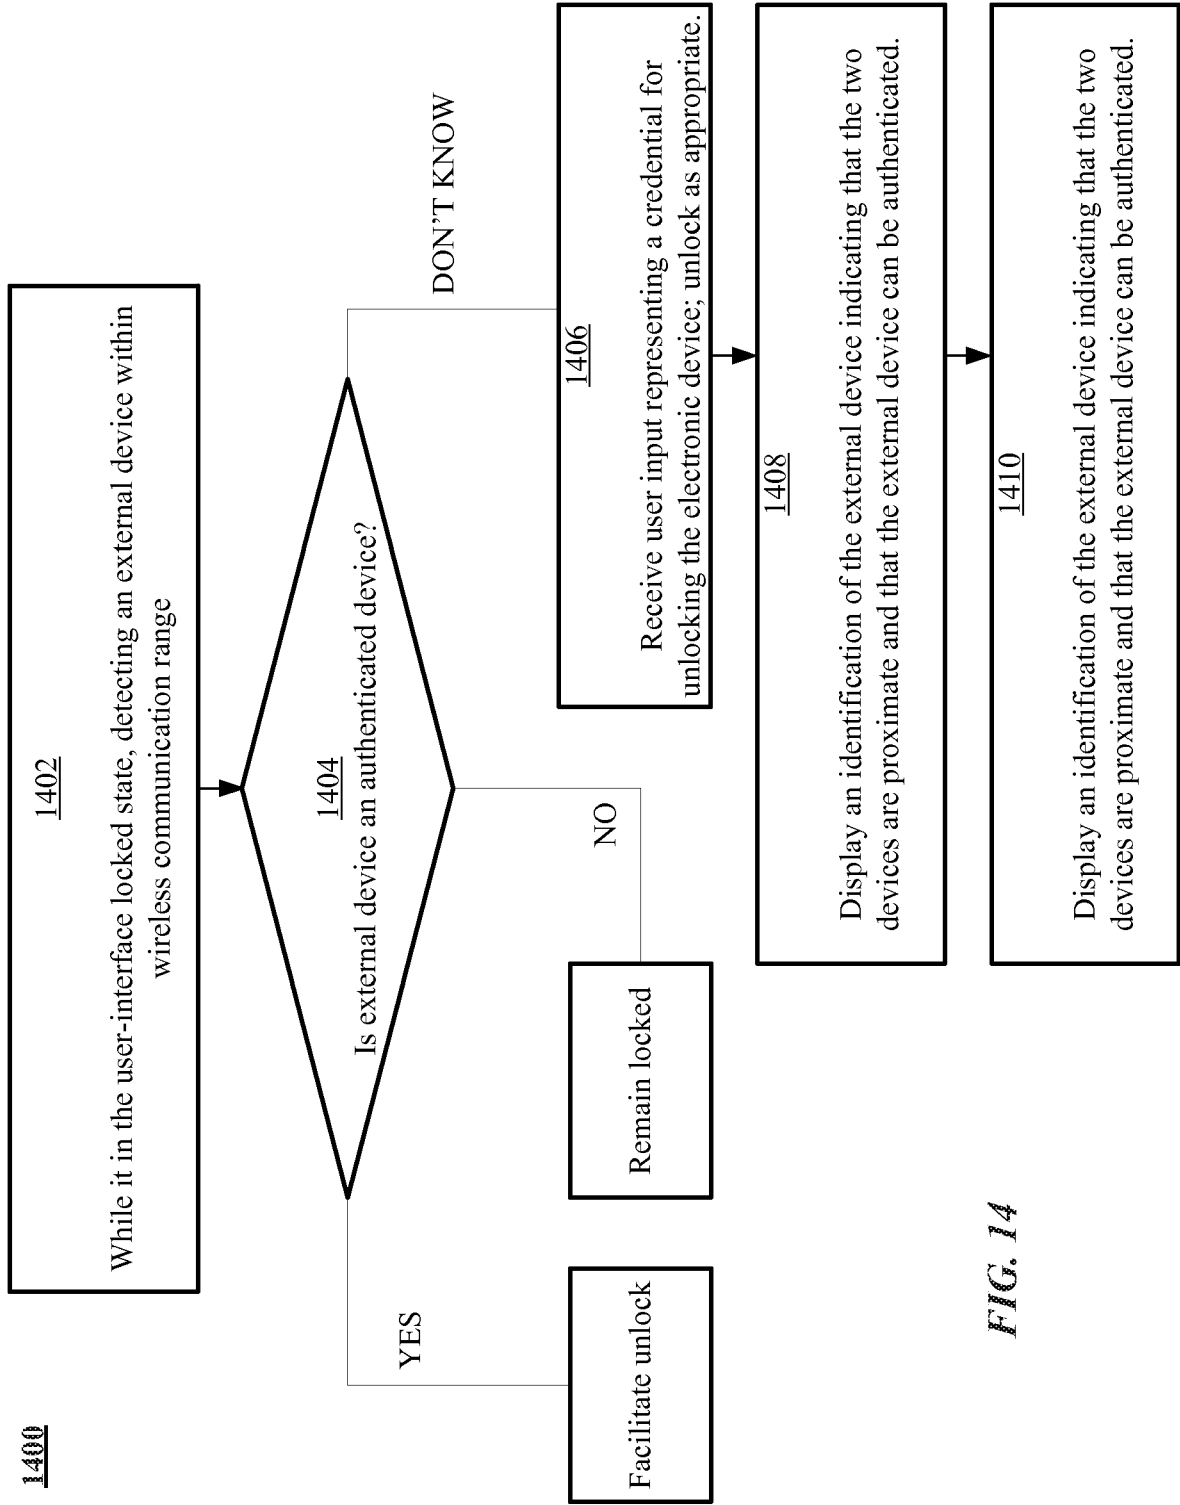 1400
1402
While it in the user-interface locked state, detecting an external device within
wireless communication range
1404
Is external device an authenticated device?
YES
NO
DON'T KNOW
Facilitate unlock
Remain locked
1406
Receive user input representing a credential for
unlocking the electronic device; unlock as appropriate.
1408
Display an identification of the external device indicating that the two
devices are proximate and that the external device can be authenticated.
1410
Display an identification of the external device indicating that the two
devices are proximate and that the external device can be authenticated.
FIG. 14